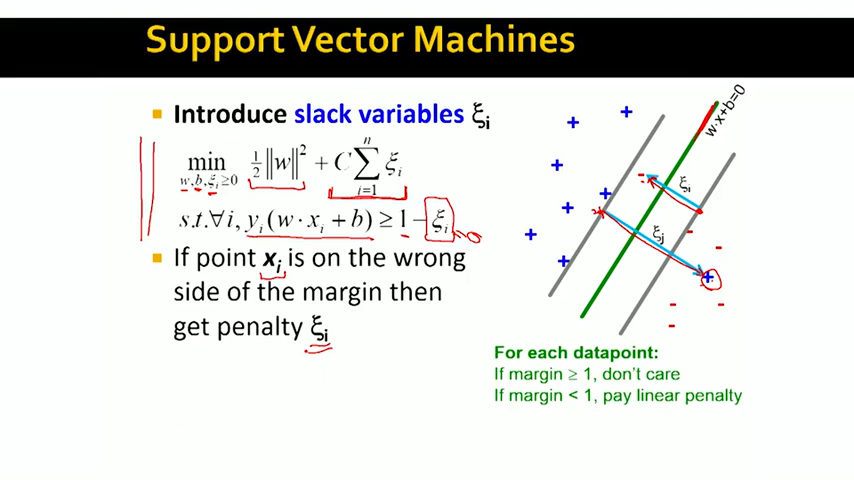 Support Vector Machines
Introduce slack variables ξi
min w,b,ξi≥0 ½‖w‖² + C∑ⁿi=1 ξi
s.t.∀i, yi(w · xi + b) ≥ 1 − ξi
If point xi is on the wrong
side of the margin then
get penalty ξi
w·x+b=0
ξi
ξj
For each datapoint:
If margin ≥ 1, don't care
If margin < 1, pay linear penalty